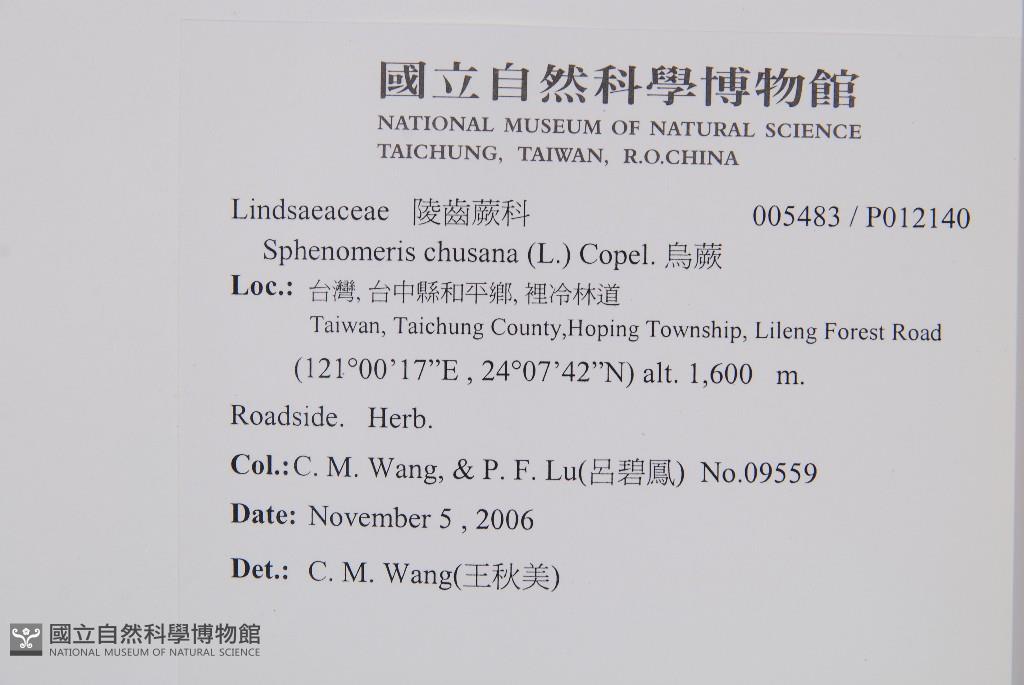 國立自然科學博物館
NATIONAL MUSEUM OF NATURAL SCIENCE
TAICHUNG, TAIWAN, R.O.CHINA
Lindsaeaceae 陵齒蕨科 005483 / P012140
Sphenomeris chusana (L.) Copel. 烏蕨
Loc.: 台灣, 台中縣和平鄉, 裡冷林道
Taiwan, Taichung County,Hoping Township, Lileng Forest Road
(121°00’17”E , 24°07’42”N) alt. 1,600 m.
Roadside. Herb.
Col.:C. M. Wang, & P. F. Lu(呂碧鳳) No.09559
Date: November 5 , 2006
Det.: C. M. Wang(王秋美)
國立自然科學博物館
NATIONAL MUSEUM OF NATURAL SCIENCE